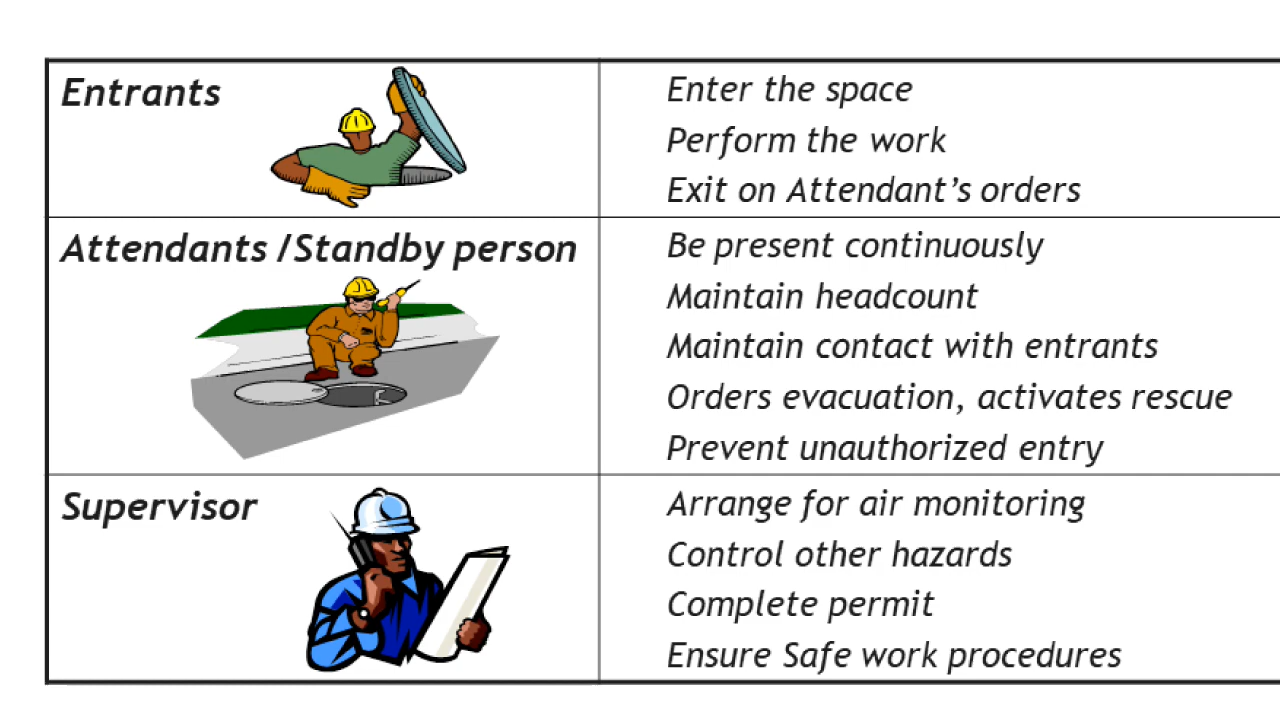 Entrants
Enter the space
Perform the work
Exit on Attendant’s orders
Attendants /Standby person
Be present continuously
Maintain headcount
Maintain contact with entrants
Orders evacuation, activates rescue
Prevent unauthorized entry
Supervisor
Arrange for air monitoring
Control other hazards
Complete permit
Ensure Safe work procedures